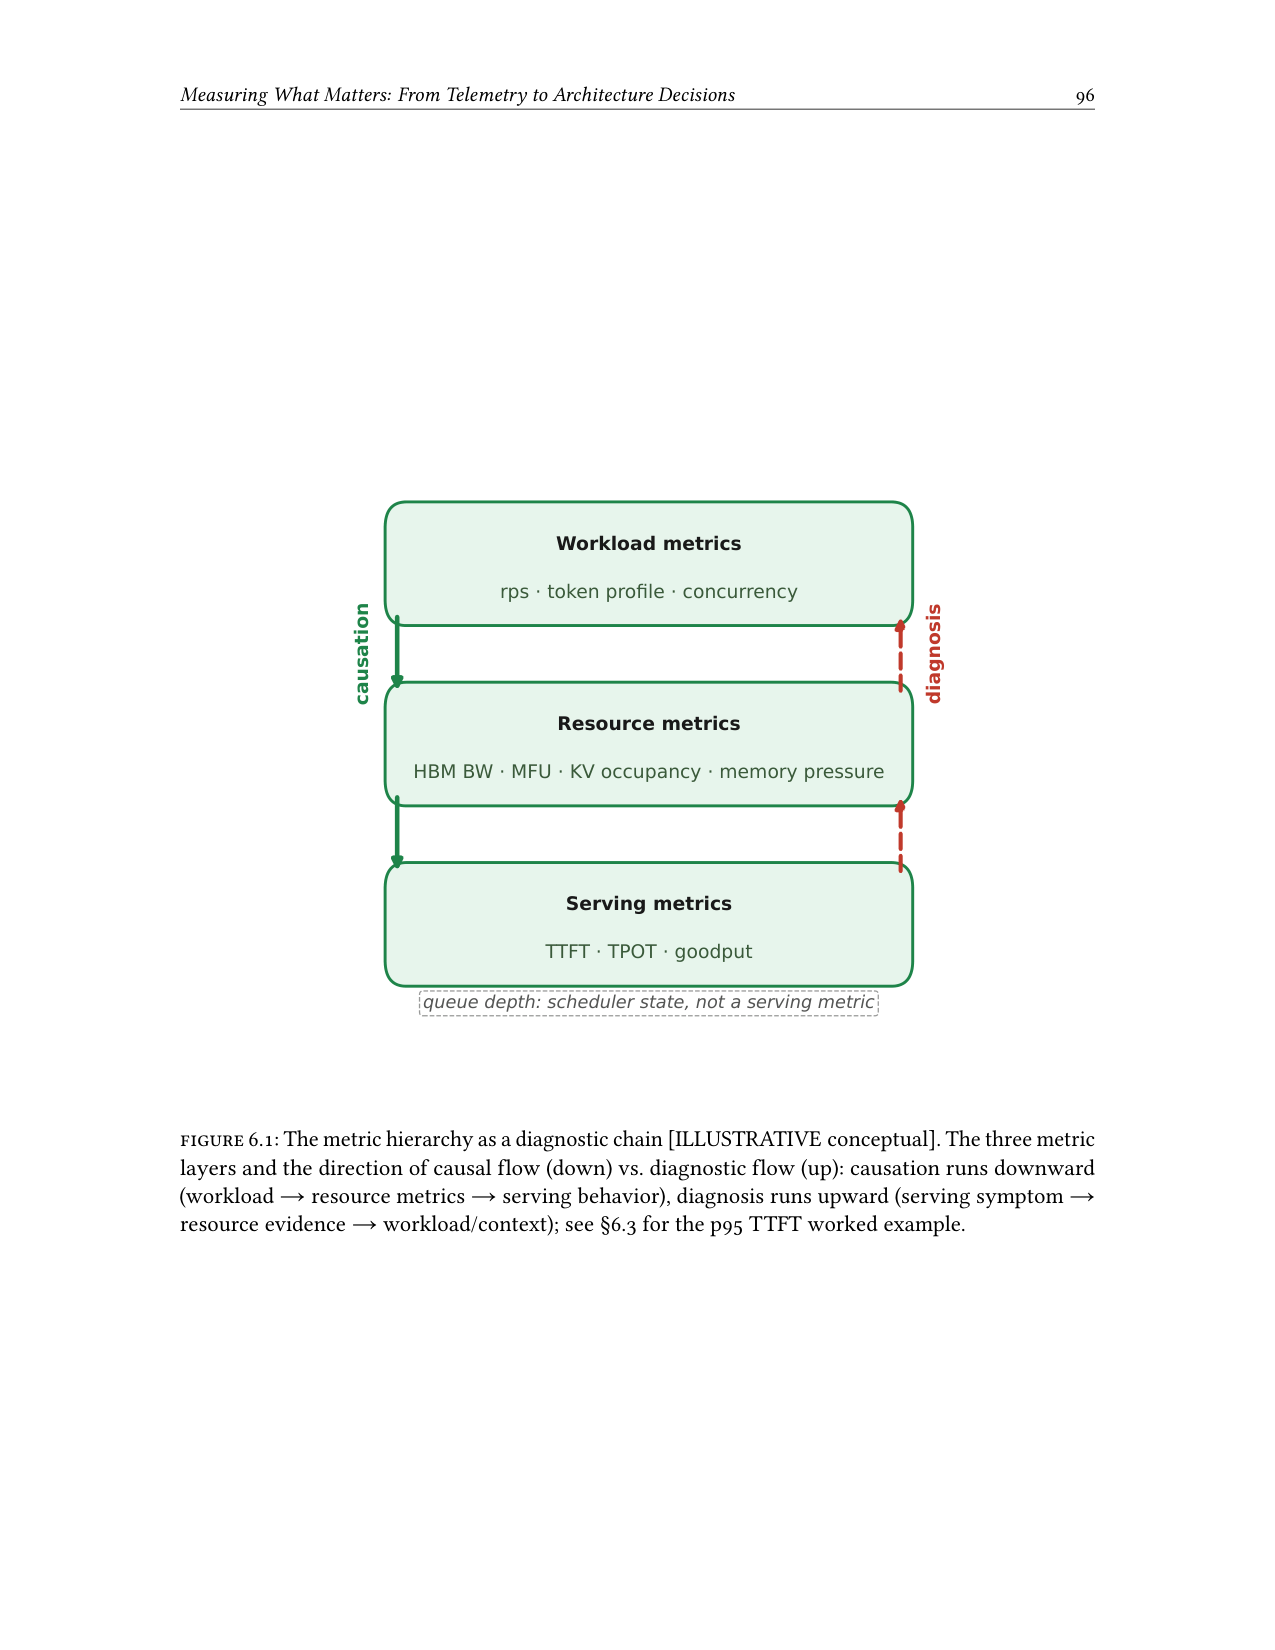 Measuring What Matters: From Telemetry to Architecture Decisions 96
Workload metrics
rps · token profile · concurrency
causation
diagnosis
Resource metrics
HBM BW · MFU · KV occupancy · memory pressure
Serving metrics
TTFT · TPOT · goodput
queue depth: scheduler state, not a serving metric
FIGURE 6.1: The metric hierarchy as a diagnostic chain [ILLUSTRATIVE conceptual]. The three metric
layers and the direction of causal flow (down) vs. diagnostic flow (up): causation runs downward
(workload → resource metrics → serving behavior), diagnosis runs upward (serving symptom →
resource evidence → workload/context); see §6.3 for the p95 TTFT worked example.